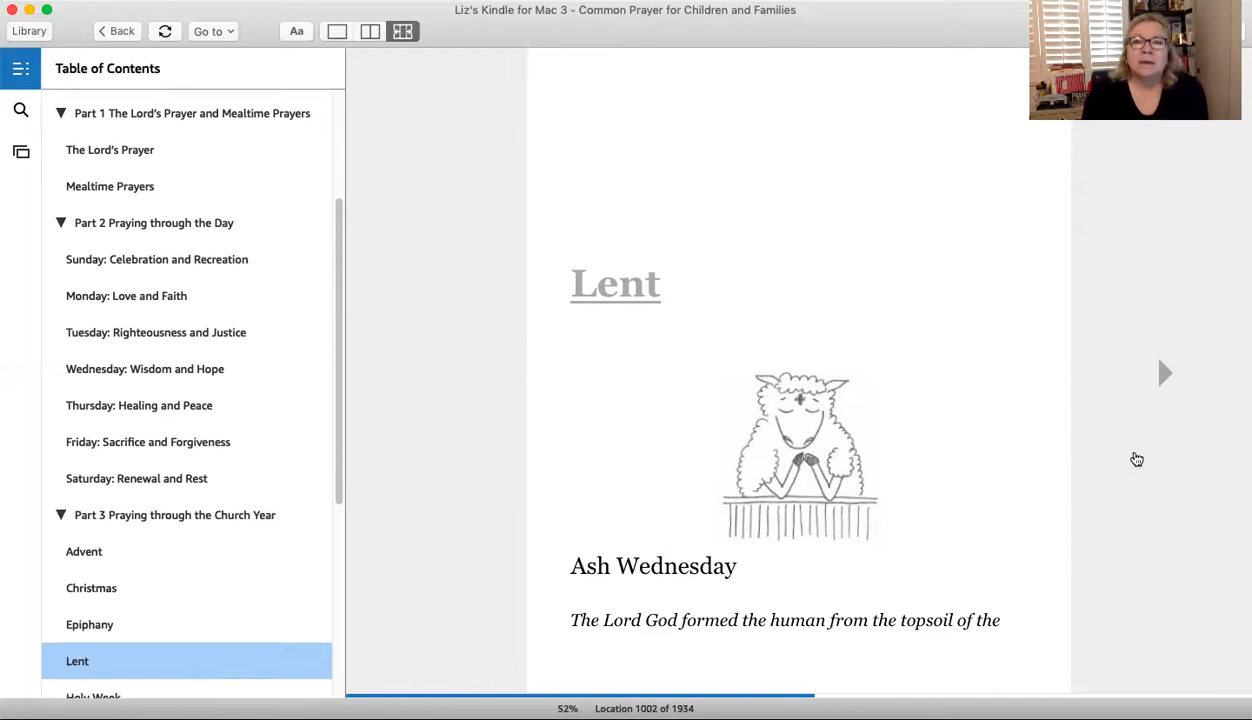 Liz's Kindle for Mac 3 - Common Prayer for Children and Families
Library
Back
Go to
Aa
Table of Contents
Part 1 The Lord's Prayer and Mealtime Prayers
The Lord's Prayer
Mealtime Prayers
Part 2 Praying through the Day
Sunday: Celebration and Recreation
Monday: Love and Faith
Tuesday: Righteousness and Justice
Wednesday: Wisdom and Hope
Thursday: Healing and Peace
Friday: Sacrifice and Forgiveness
Saturday: Renewal and Rest
Part 3 Praying through the Church Year
Advent
Christmas
Epiphany
Lent
Holy Week
Lent
Ash Wednesday
The Lord God formed the human from the topsoil of the
52% Location 1002 of 1934